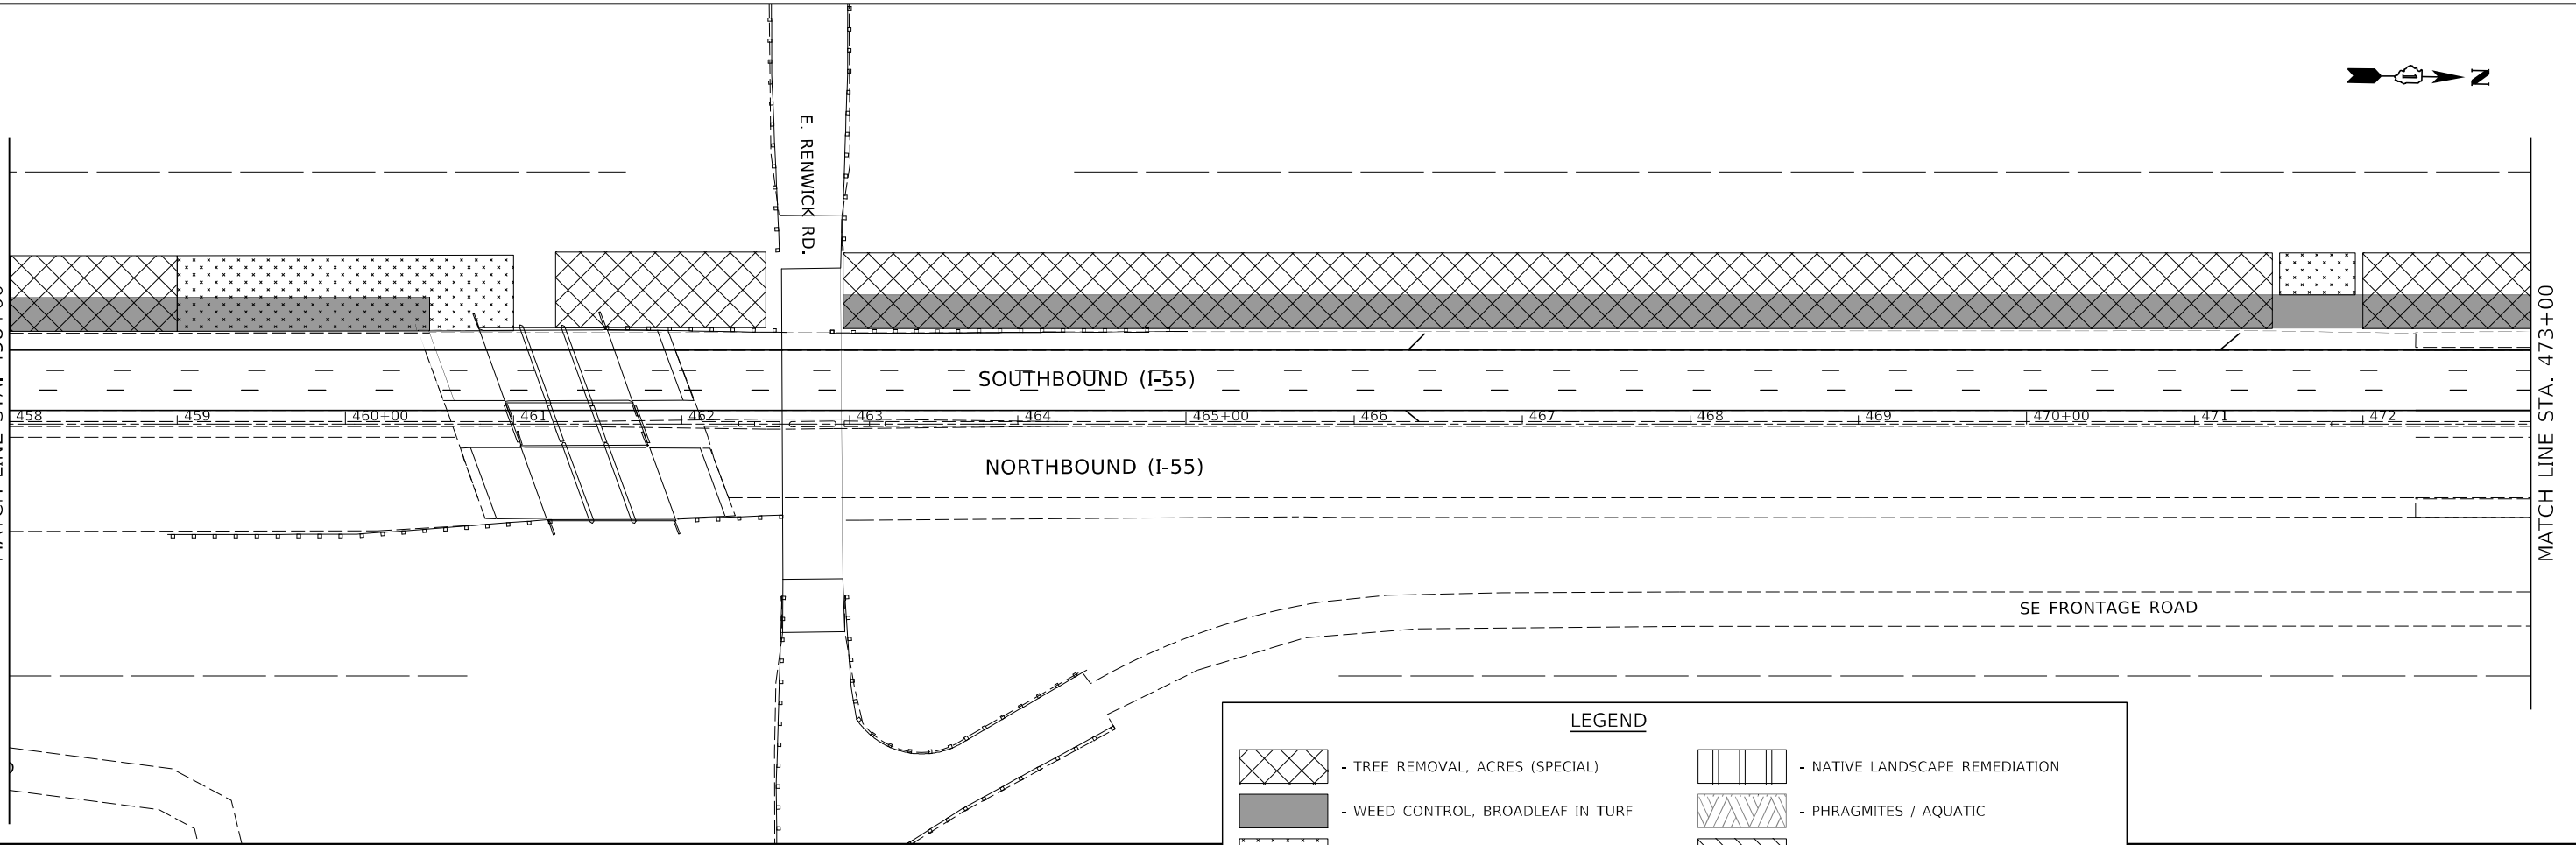 N
E. RENWICK RD.
SOUTHBOUND (I-55)
458 459 460+00 461 462 463 464 465+00 466 467 468 469 470+00 471 472
NORTHBOUND (I-55)
MATCH LINE STA. 473+00
SE FRONTAGE ROAD
LEGEND
- TREE REMOVAL, ACRES (SPECIAL)
- NATIVE LANDSCAPE REMEDIATION
- WEED CONTROL, BROADLEAF IN TURF
- PHRAGMITES / AQUATIC